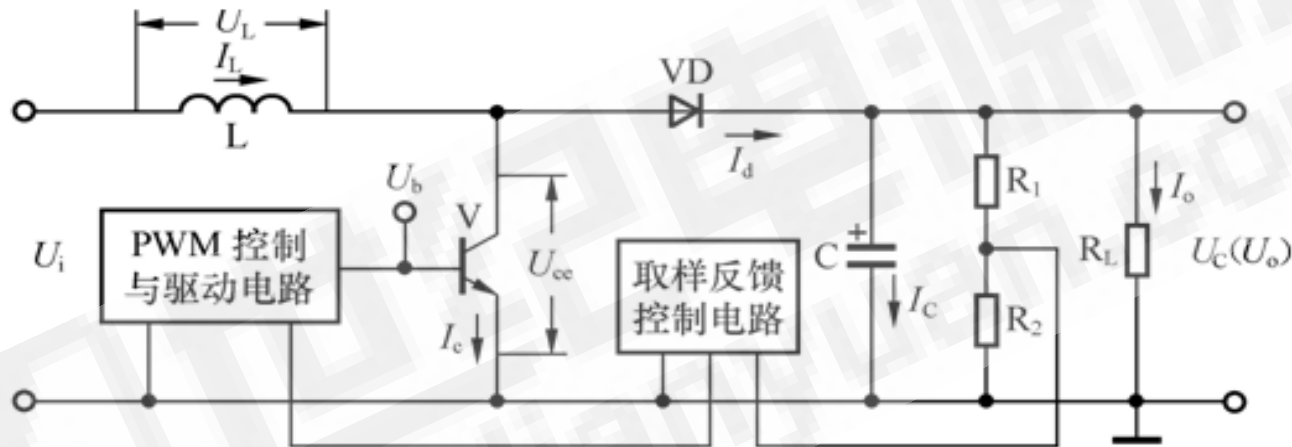 U_L
I_L
L
VD
I_d
U_b
V
PWM 控制
与驱动电路
U_i
U_ce
I_c
取样反馈
控制电路
C
+
I_C
R_1
R_2
I_o
R_L
U_C(U_o)